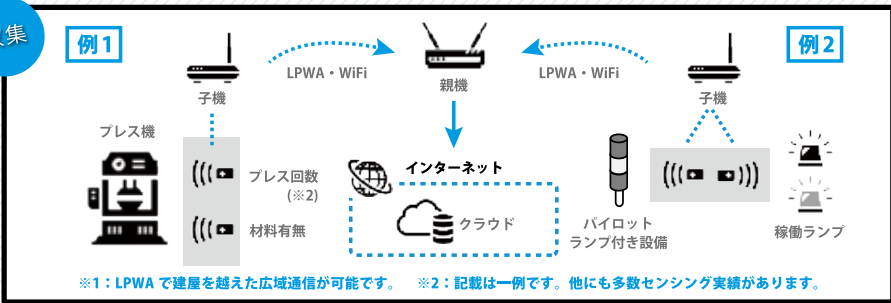 集
例1
例2
LPWA・WiFi
LPWA・WiFi
子機
親機
子機
プレス機
プレス回数
(※2)
材料有無
インターネット
クラウド
パイロット
ランプ付き設備
稼働ランプ
※1：LPWA で建屋を越えた広域通信が可能です。 ※2：記載は一例です。他にも多数センシング実績があります。